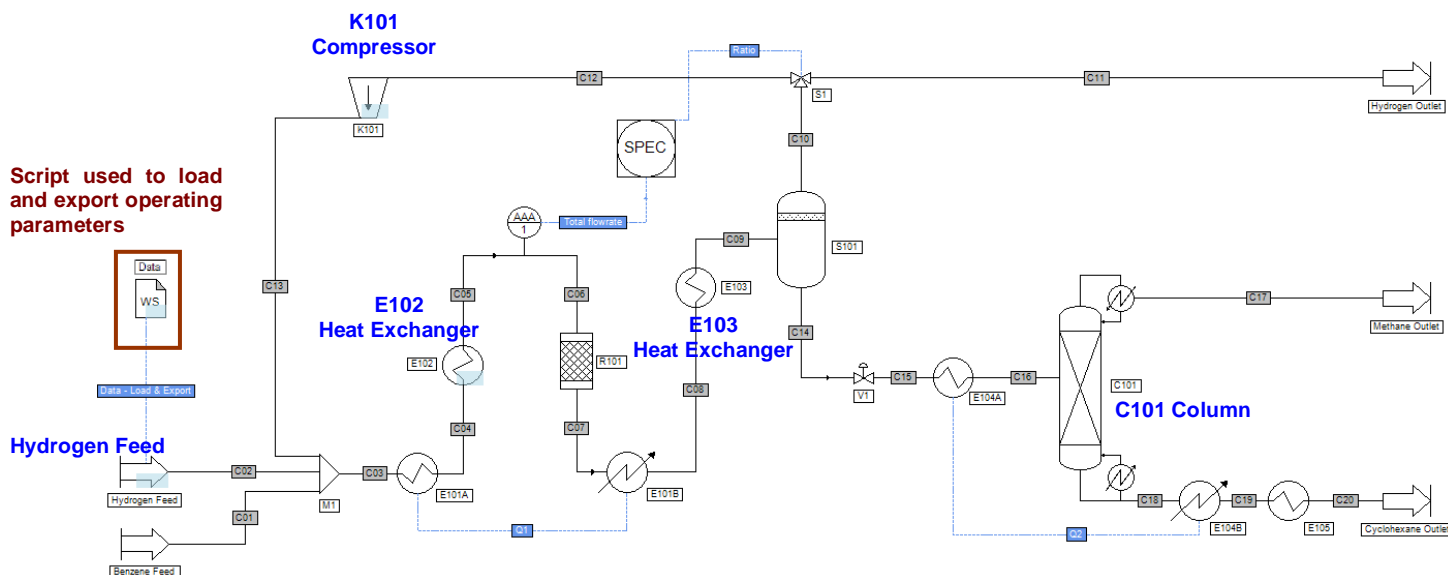 K101
Compressor
Ratio
C12
C11
S1
Hydrogen Outlet
K101
C10
SPEC
Script used to load
and export operating
parameters
AAA
1
Total flowrate
C09
S101
Data
WS
C13
C05
C06
E103
E102
Heat Exchanger
E103
Heat Exchanger
C17
Methane Outlet
C14
E102
R101
Data - Load & Export
C08
C15
C16
C101
V1
E104A
C101 Column
C04
C07
Hydrogen Feed
C02
C03
Hydrogen Feed
E101A
E101B
M1
C18
C19
C20
C01
Q1
E104B
E105
Cyclohexane Outlet
Q2
Benzene Feed